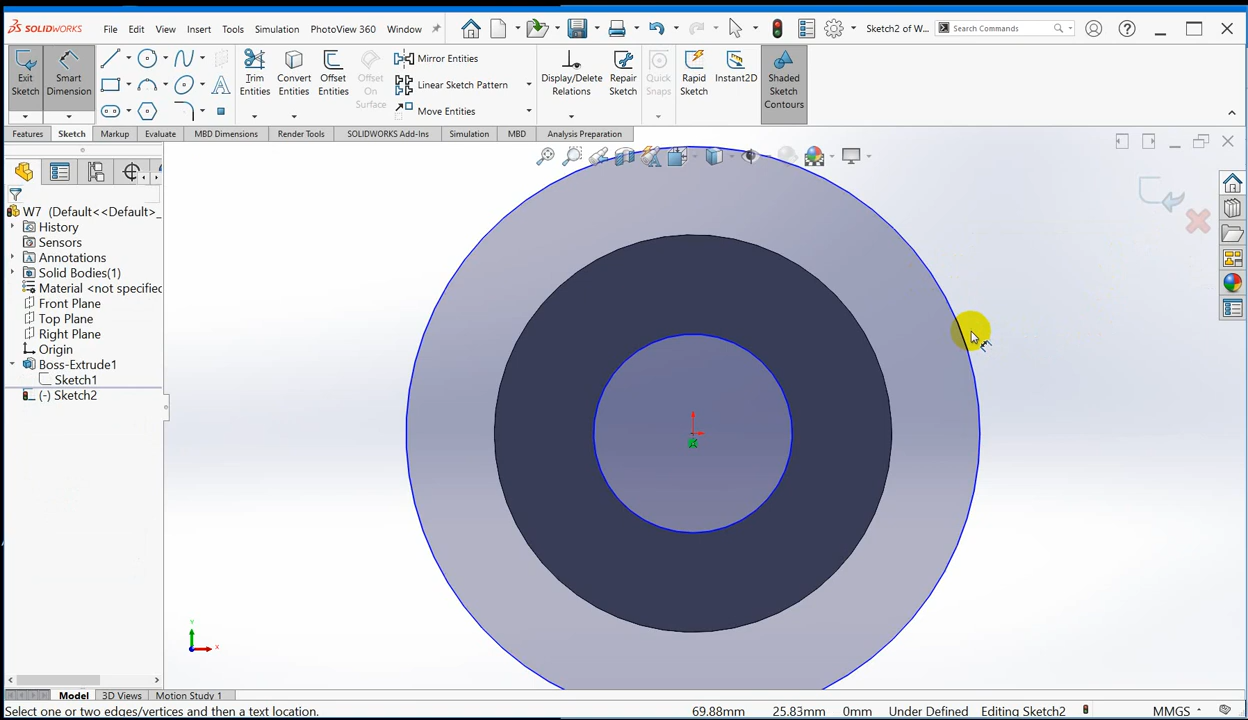 SOLIDWORKS
File Edit View Insert Tools Simulation PhotoView 360 Window
Sketch2 of W...
Search Commands
Exit Sketch
Smart Dimension
Trim Entities
Convert Entities
Offset Entities
Offset On Surface
Mirror Entities
Linear Sketch Pattern
Move Entities
Display/Delete Relations
Repair Sketch
Quick Snaps
Rapid Sketch
Instant2D
Shaded Sketch Contours
Features Sketch Markup Evaluate MBD Dimensions Render Tools SOLIDWORKS Add-Ins Simulation MBD Analysis Preparation
W7 (Default<<Default>_
History
Sensors
Annotations
Solid Bodies(1)
Material <not specified
Front Plane
Top Plane
Right Plane
Origin
Boss-Extrude1
Sketch1
(-) Sketch2
Y
X
Model 3D Views Motion Study 1
Select one or two edges/vertices and then a text location.
69.88mm 25.83mm 0mm Under Defined Editing Sketch2 MMGS